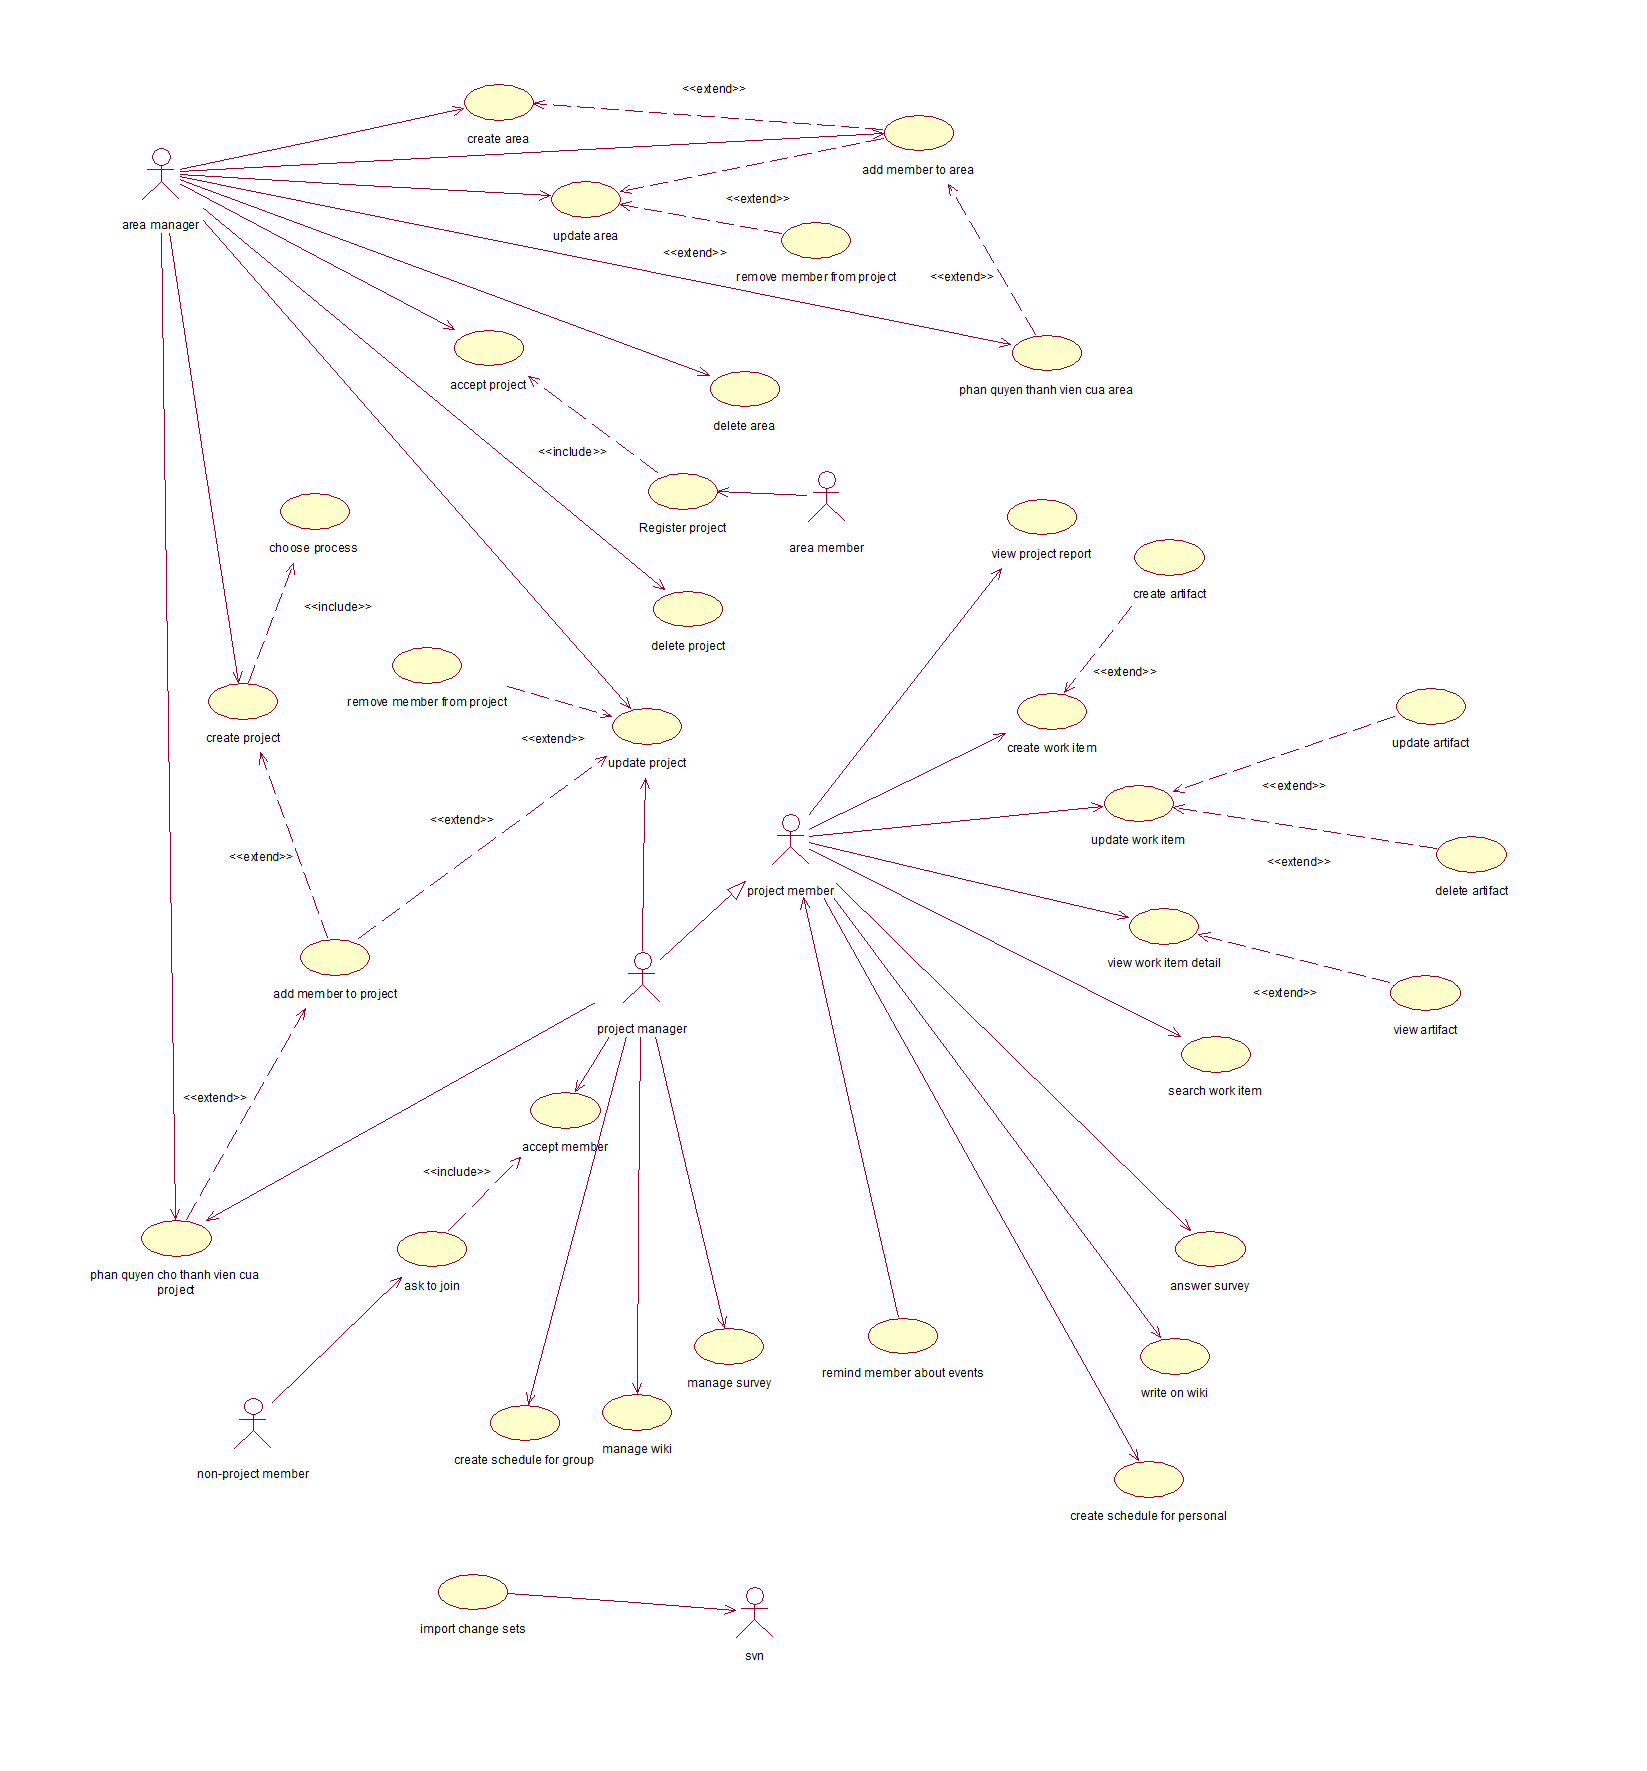 <<extend>>
create area
add member to area
area manager
<<extend>>
update area
<<extend>>
remove member from project
<<extend>>
accept project
phan quyen thanh vien cua area
delete area
<<include>>
Register project
area member
choose process
view project report
create artifact
<<include>>
delete project
<<extend>>
remove member from project
create project
<<extend>>
create work item
update artifact
update project
<<extend>>
<<extend>>
update work item
<<extend>>
<<extend>>
project member
delete artifact
view work item detail
add member to project
<<extend>>
project manager
view artifact
search work item
<<extend>>
accept member
<<include>>
phan quyen cho thanh vien cua
project
ask to join
answer survey
manage survey
remind member about events
write on wiki
manage wiki
create schedule for group
non-project member
create schedule for personal
import change sets
svn